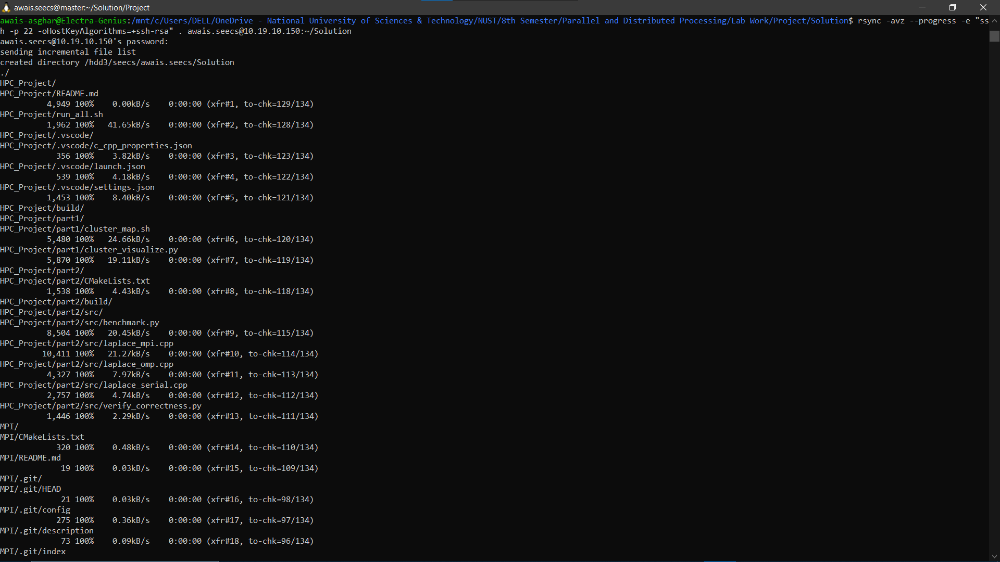 awais.seecs@master:~/Solution/Project
awais-asghar@Electra-Genius:/mnt/c/Users/DELL/OneDrive - National University of Sciences & Technology/NUST/8th Semester/Parallel and Distributed Processing/Lab Work/Project/Solution$ rsync -avz --progress -e "ss
h -p 22 -oHostKeyAlgorithms=+ssh-rsa" . awais.seecs@10.19.10.150:~/Solution
awais.seecs@10.19.10.150's password:
sending incremental file list
created directory /hdd3/seecs/awais.seecs/Solution
./
HPC_Project/
HPC_Project/README.md
4,949 100% 0.00kB/s 0:00:00 (xfr#1, to-chk=129/134)
HPC_Project/run_all.sh
1,962 100% 41.65kB/s 0:00:00 (xfr#2, to-chk=128/134)
HPC_Project/.vscode/
HPC_Project/.vscode/c_cpp_properties.json
356 100% 3.82kB/s 0:00:00 (xfr#3, to-chk=123/134)
HPC_Project/.vscode/launch.json
539 100% 4.18kB/s 0:00:00 (xfr#4, to-chk=122/134)
HPC_Project/.vscode/settings.json
1,453 100% 8.40kB/s 0:00:00 (xfr#5, to-chk=121/134)
HPC_Project/build/
HPC_Project/part1/
HPC_Project/part1/cluster_map.sh
5,480 100% 24.66kB/s 0:00:00 (xfr#6, to-chk=120/134)
HPC_Project/part1/cluster_visualize.py
5,870 100% 19.11kB/s 0:00:00 (xfr#7, to-chk=119/134)
HPC_Project/part2/
HPC_Project/part2/CMakeLists.txt
1,538 100% 4.43kB/s 0:00:00 (xfr#8, to-chk=118/134)
HPC_Project/part2/build/
HPC_Project/part2/src/
HPC_Project/part2/src/benchmark.py
8,504 100% 20.45kB/s 0:00:00 (xfr#9, to-chk=115/134)
HPC_Project/part2/src/laplace_mpi.cpp
10,411 100% 21.27kB/s 0:00:00 (xfr#10, to-chk=114/134)
HPC_Project/part2/src/laplace_omp.cpp
4,327 100% 7.97kB/s 0:00:00 (xfr#11, to-chk=113/134)
HPC_Project/part2/src/laplace_serial.cpp
2,757 100% 4.74kB/s 0:00:00 (xfr#12, to-chk=112/134)
HPC_Project/part2/src/verify_correctness.py
1,446 100% 2.29kB/s 0:00:00 (xfr#13, to-chk=111/134)
MPI/
MPI/CMakeLists.txt
320 100% 0.48kB/s 0:00:00 (xfr#14, to-chk=110/134)
MPI/README.md
19 100% 0.03kB/s 0:00:00 (xfr#15, to-chk=109/134)
MPI/.git/
MPI/.git/HEAD
21 100% 0.03kB/s 0:00:00 (xfr#16, to-chk=98/134)
MPI/.git/config
275 100% 0.36kB/s 0:00:00 (xfr#17, to-chk=97/134)
MPI/.git/description
73 100% 0.09kB/s 0:00:00 (xfr#18, to-chk=96/134)
MPI/.git/index